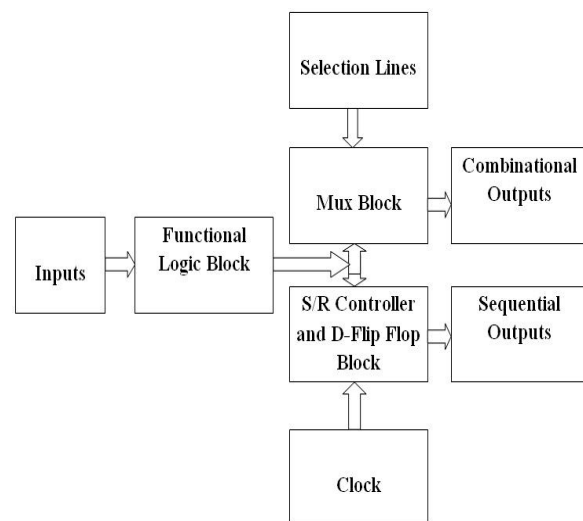 Selection Lines
Mux Block
Combinational
Outputs
Inputs
Functional
Logic Block
S/R Controller
and D-Flip Flop
Block
Sequential
Outputs
Clock